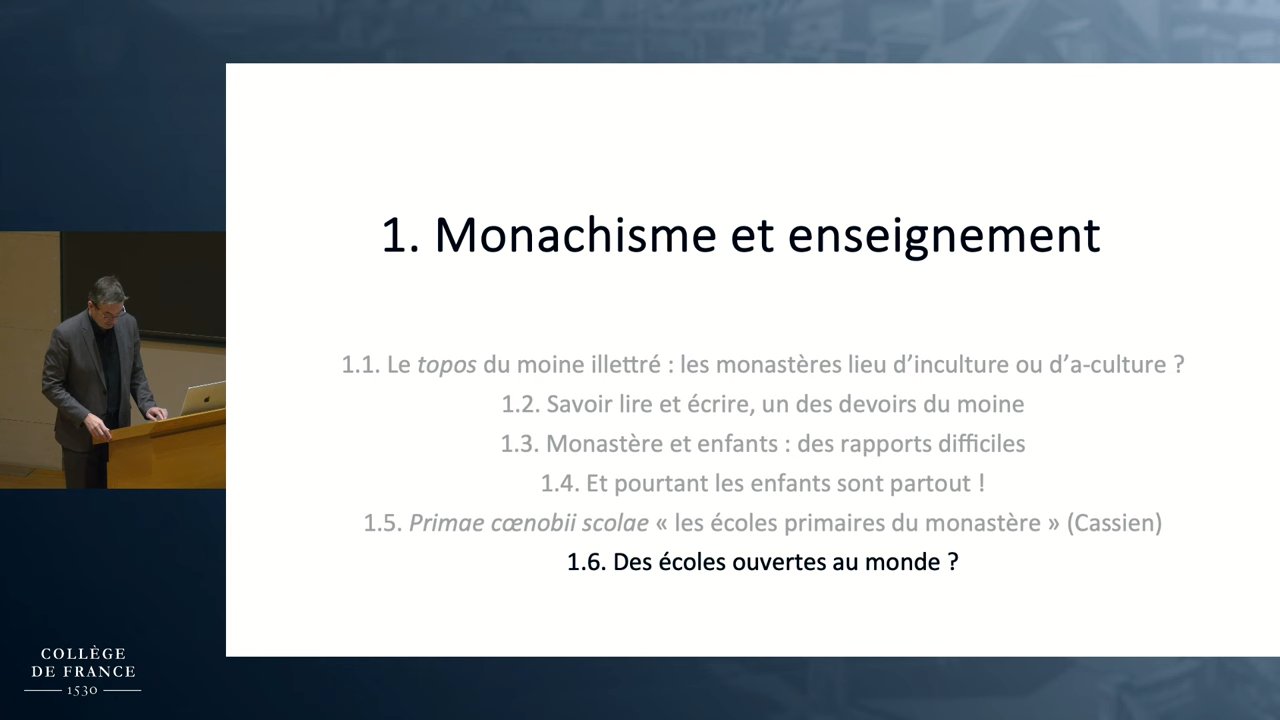 1. Monachisme et enseignement
1.1. Le topos du moine illettré : les monastères lieu d’inculture ou d’a-culture ?
1.2. Savoir lire et écrire, un des devoirs du moine
1.3. Monastère et enfants : des rapports difficiles
1.4. Et pourtant les enfants sont partout !
1.5. Primae cœnobii scolae « les écoles primaires du monastère » (Cassien)
1.6. Des écoles ouvertes au monde ?
COLLÈGE
DE FRANCE
1530